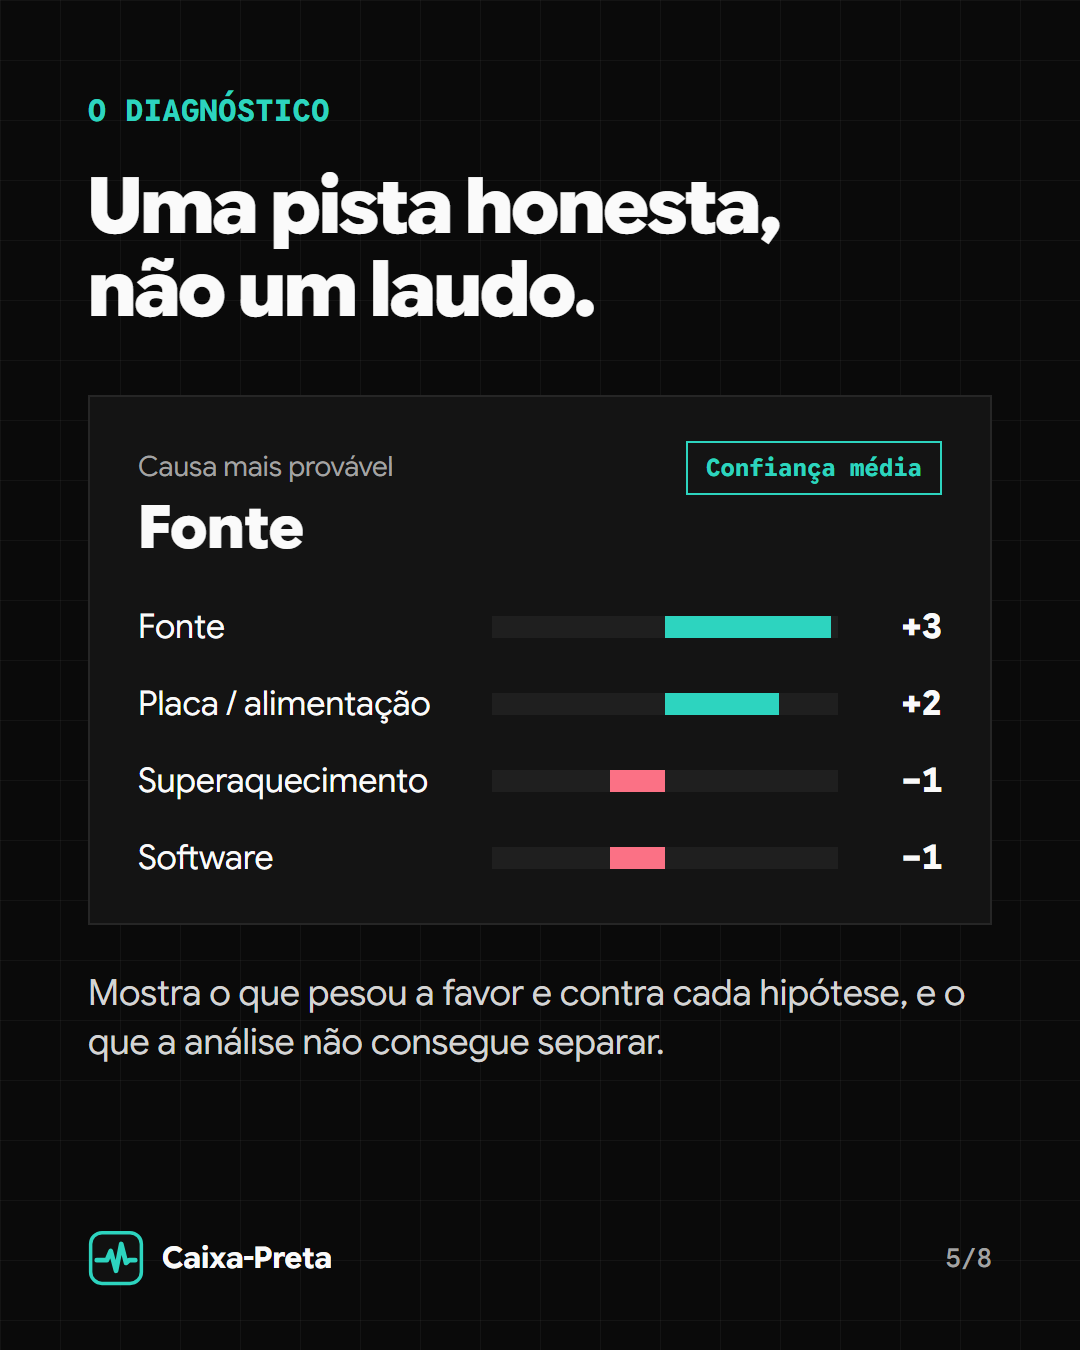 O DIAGNÓSTICO
Uma pista honesta,
não um laudo.
Causa mais provável
Confiança média
Fonte
Fonte +3
Placa / alimentação +2
Superaquecimento −1
Software −1
Mostra o que pesou a favor e contra cada hipótese, e o
que a análise não consegue separar.
Caixa-Preta
5/8